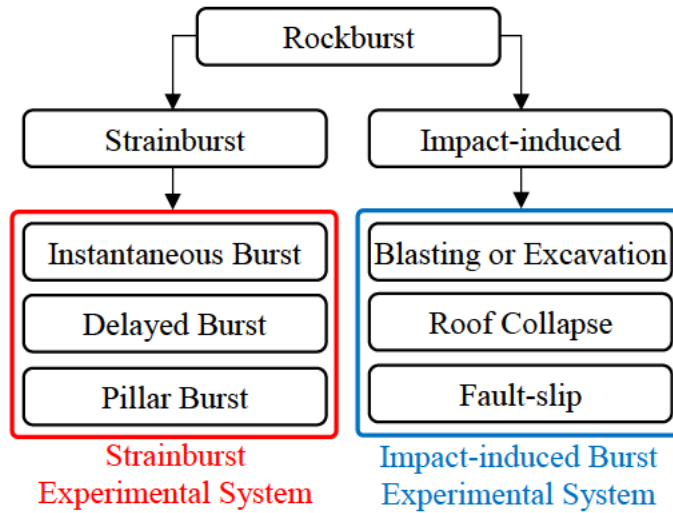 Rockburst
Strainburst
Impact-induced
Instantaneous Burst
Delayed Burst
Pillar Burst
Strainburst
Experimental System
Blasting or Excavation
Roof Collapse
Fault-slip
Impact-induced Burst
Experimental System